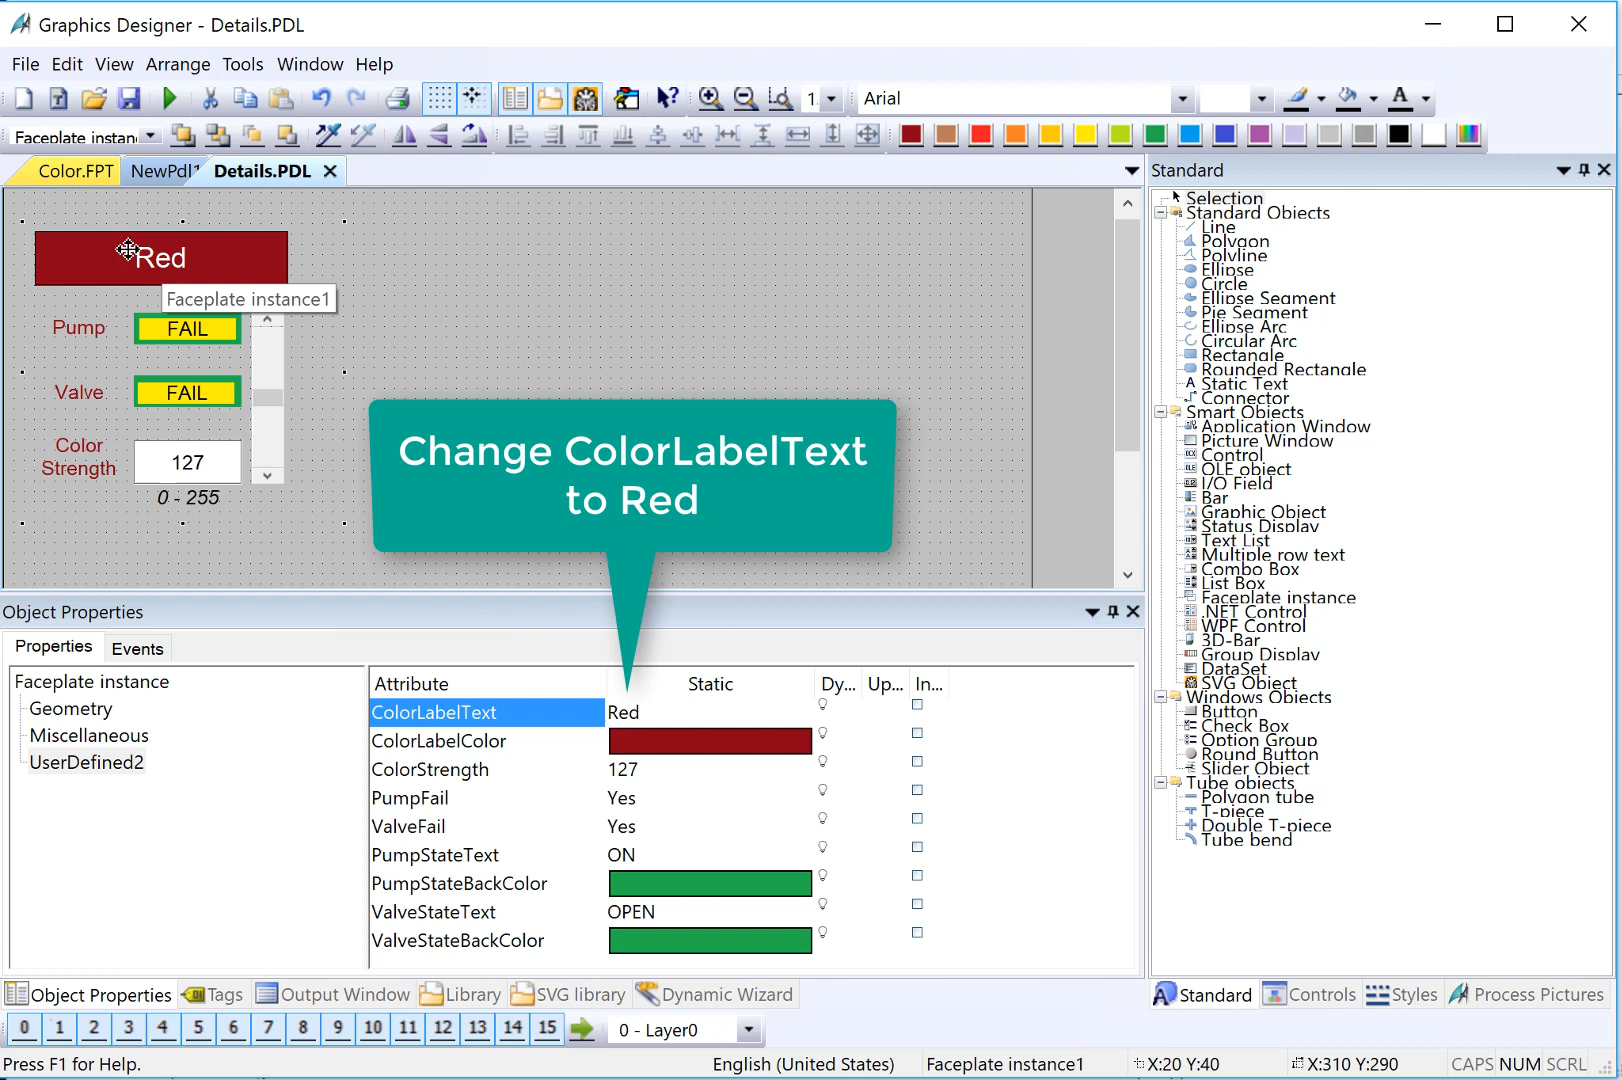 Graphics Designer - Details.PDL
File Edit View Arrange Tools Window Help
1. Arial
Faceplate instan
Color.FPT NewPdl1 Details.PDL
Standard
Red
Faceplate instance1
Pump FAIL
Valve FAIL
Color
Strength 127
0 - 255
Change ColorLabelText
to Red
Selection
Standard Objects
Line
Polygon
Polyline
Ellipse
Circle
Ellipse Segment
Pie Segment
Ellipse Arc
Circular Arc
Rectangle
Rounded Rectangle
Static Text
Connector
Smart Objects
Application Window
Picture Window
Control
OLE object
I/O Field
Bar
Graphic Object
Status Display
Text List
Multiple row text
Combo Box
List Box
Faceplate instance
.NET Control
WPF Control
3D-Bar
Group Display
DataSet
SVG Object
Windows Objects
Button
Check Box
Option Group
Round Button
Slider Object
Tube objects
Polygon tube
T-piece
Double T-piece
Tube bend
Object Properties
Properties Events
Faceplate instance
Geometry
Miscellaneous
UserDefined2
Attribute Static Dy... Up... In...
ColorLabelText Red
ColorLabelColor
ColorStrength 127
PumpFail Yes
ValveFail Yes
PumpStateText ON
PumpStateBackColor
ValveStateText OPEN
ValveStateBackColor
Object Properties Tags Output Window Library SVG library Dynamic Wizard
Standard Controls Styles Process Pictures
0 1 2 3 4 5 6 7 8 9 10 11 12 13 14 15 0 - Layer0
Press F1 for Help. English (United States) Faceplate instance1 X:20 Y:40 X:310 Y:290 CAPS NUM SCRL